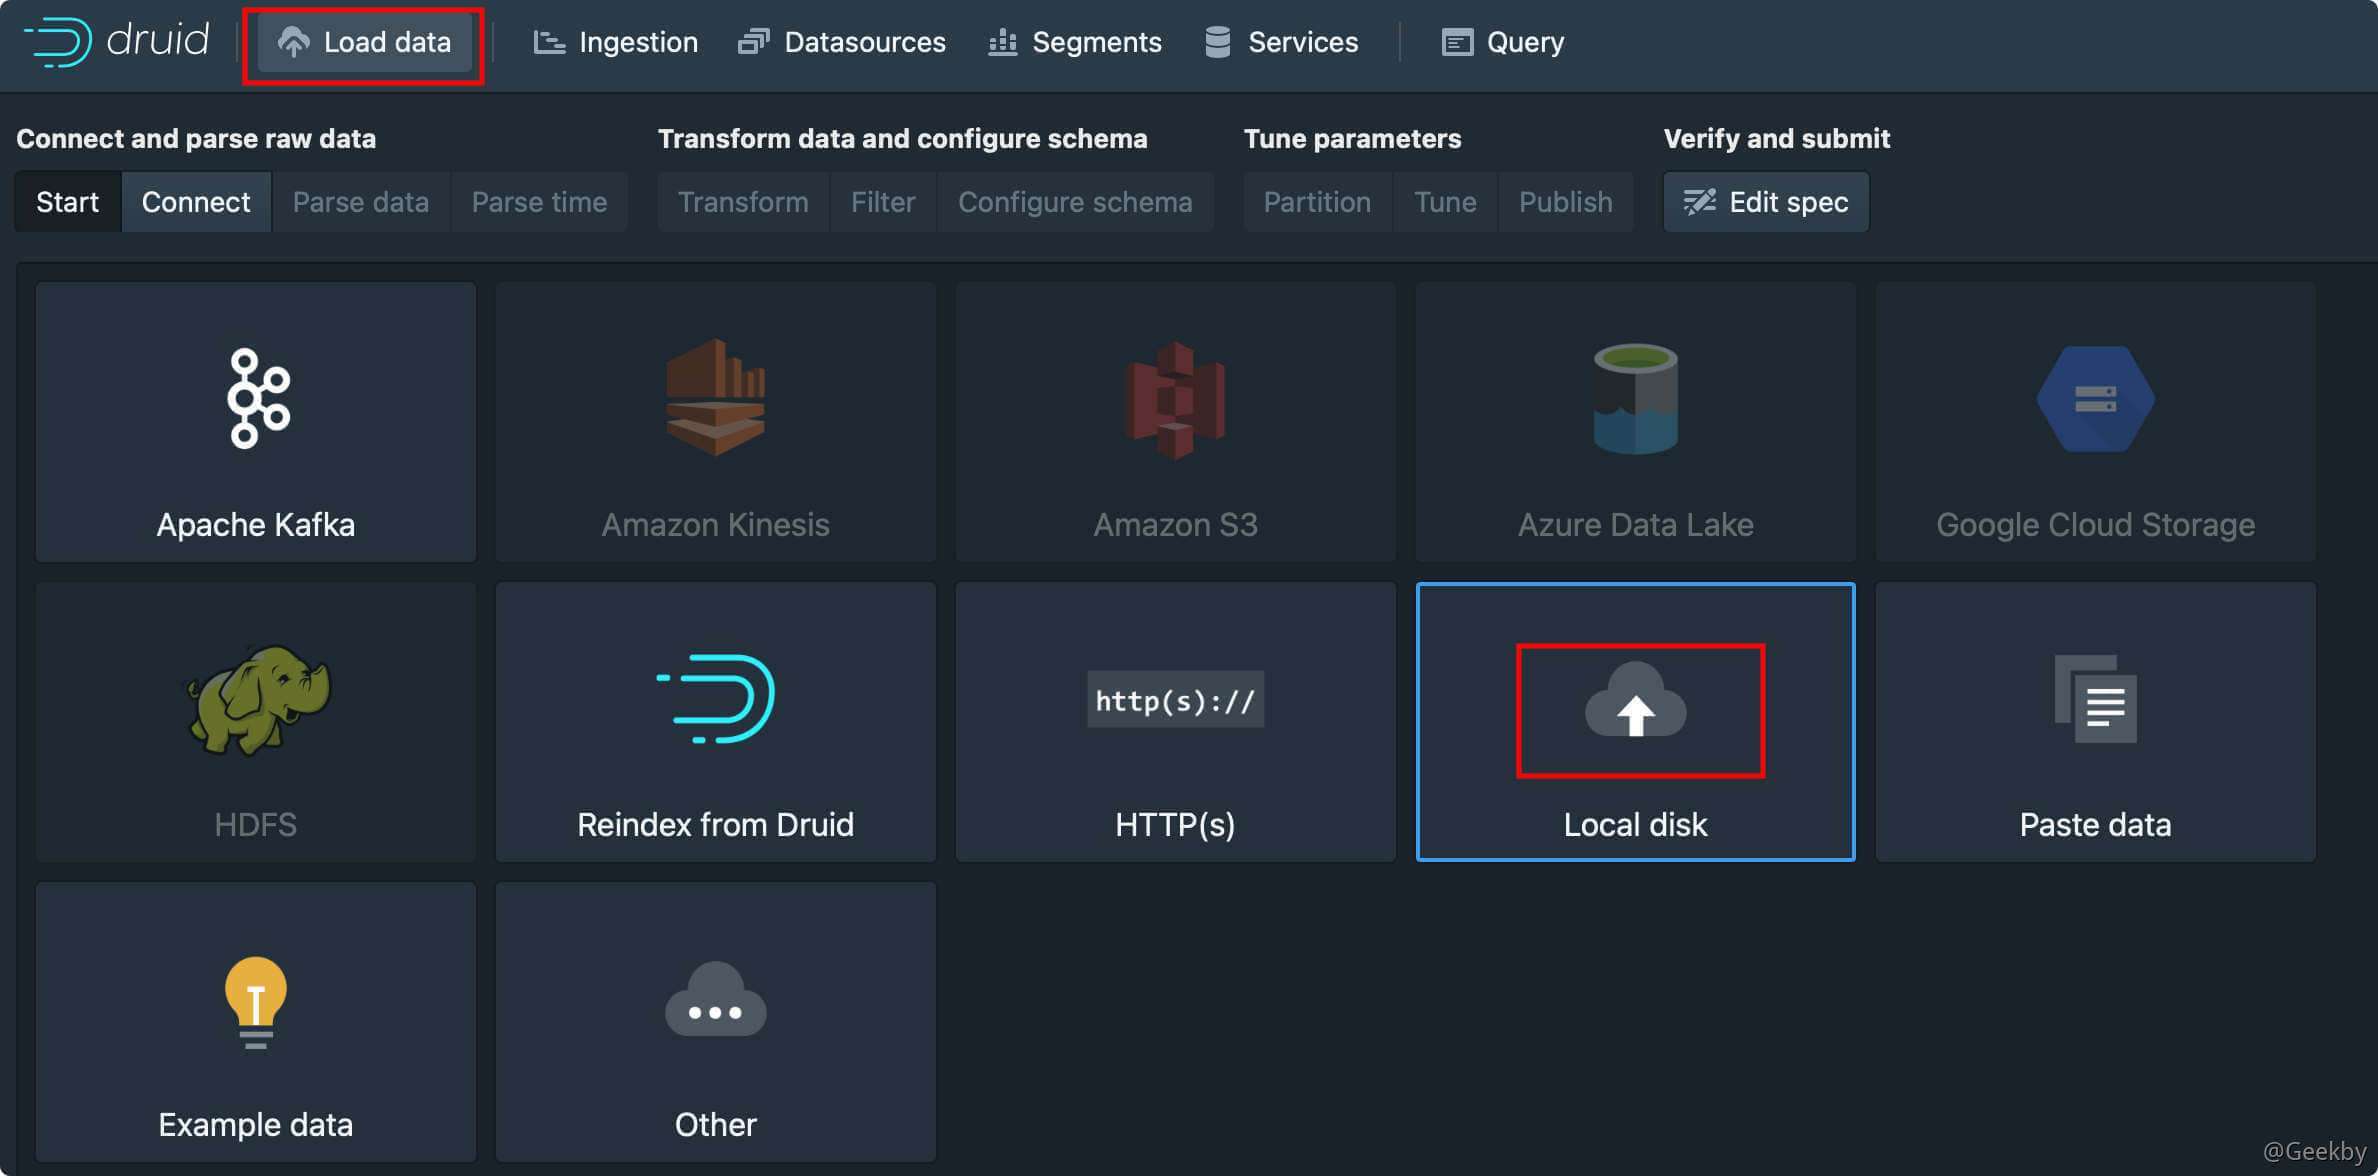 druid Load data Ingestion Datasources Segments Services Query
Connect and parse raw data Transform data and configure schema Tune parameters Verify and submit
Start Connect Parse data Parse time Transform Filter Configure schema Partition Tune Publish Edit spec
Apache Kafka Amazon Kinesis Amazon S3 Azure Data Lake Google Cloud Storage
http(s)://
HDFS Reindex from Druid HTTP(s) Local disk Paste data
Example data Other
@Geekby